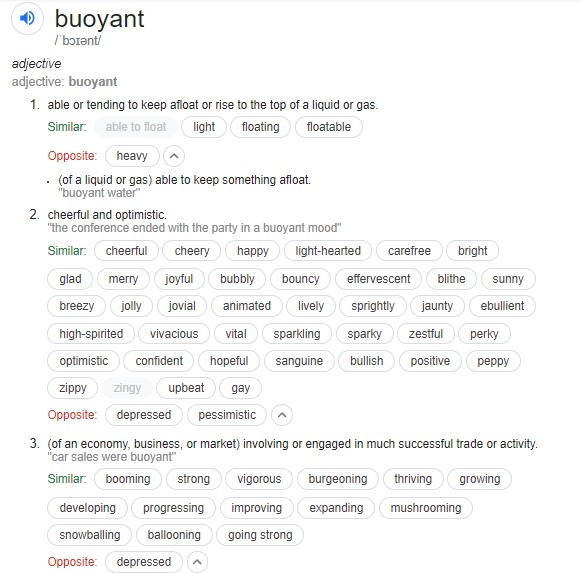 buoyant
/ˈbɔɪənt/
adjective
adjective: buoyant
1. able or tending to keep afloat or rise to the top of a liquid or gas.
Similar: able to float light floating floatable
Opposite: heavy
• (of a liquid or gas) able to keep something afloat.
"buoyant water"
2. cheerful and optimistic.
"the conference ended with the party in a buoyant mood"
Similar: cheerful cheery happy light-hearted carefree bright
glad merry joyful bubbly bouncy effervescent blithe sunny
breezy jolly jovial animated lively sprightly jaunty ebullient
high-spirited vivacious vital sparkling sparky zestful perky
optimistic confident hopeful sanguine bullish positive peppy
zippy zingy upbeat gay
Opposite: depressed pessimistic
3. (of an economy, business, or market) involving or engaged in much successful trade or activity.
"car sales were buoyant"
Similar: booming strong vigorous burgeoning thriving growing
developing progressing improving expanding mushrooming
snowballing ballooning going strong
Opposite: depressed